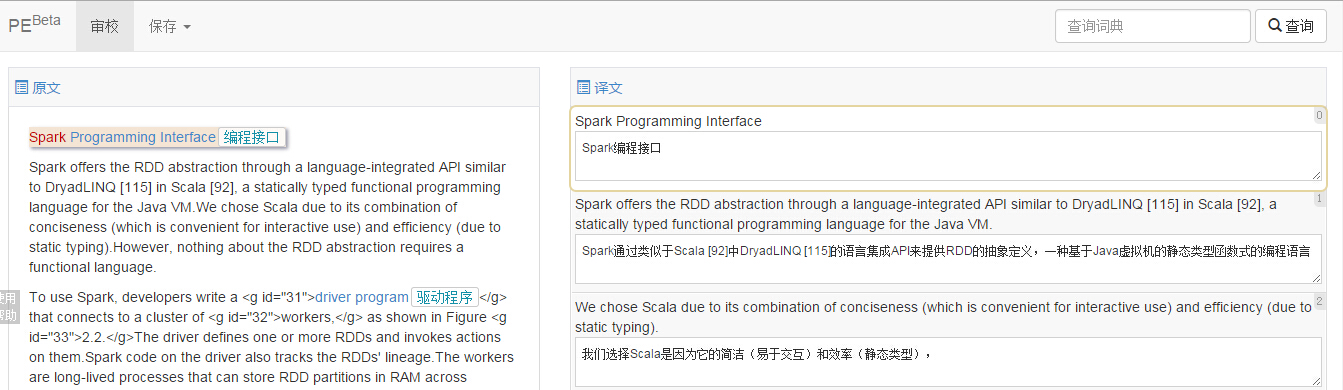 PEBeta 审校 保存 查询词典 查询
原文
Spark Programming Interface 编程接口
Spark offers the RDD abstraction through a language-integrated API similar
to DryadLINQ [115] in Scala [92], a statically typed functional programming
language for the Java VM.We chose Scala due to its combination of
conciseness (which is convenient for interactive use) and efficiency (due to
static typing).However, nothing about the RDD abstraction requires a
functional language.
To use Spark, developers write a <g id="31">driver program 驱动程序 </g>
that connects to a cluster of <g id="32">workers,</g> as shown in Figure <g
id="33">2.2.</g>The driver defines one or more RDDs and invokes actions
on them.Spark code on the driver also tracks the RDDs' lineage.The workers
are long-lived processes that can store RDD partitions in RAM across
使用
帮助
译文
Spark Programming Interface
0
Spark编程接口
Spark offers the RDD abstraction through a language-integrated API similar to DryadLINQ [115] in Scala [92], a
1
statically typed functional programming language for the Java VM.
Spark通过类似于Scala [92]中DryadLINQ [115]的语言集成API来提供RDD的抽象定义，一种基于Java虚拟机的静态类型函数式的编程语言
We chose Scala due to its combination of conciseness (which is convenient for interactive use) and efficiency (due to
2
static typing).
我们选择Scala是因为它的简洁（易于交互）和效率（静态类型），